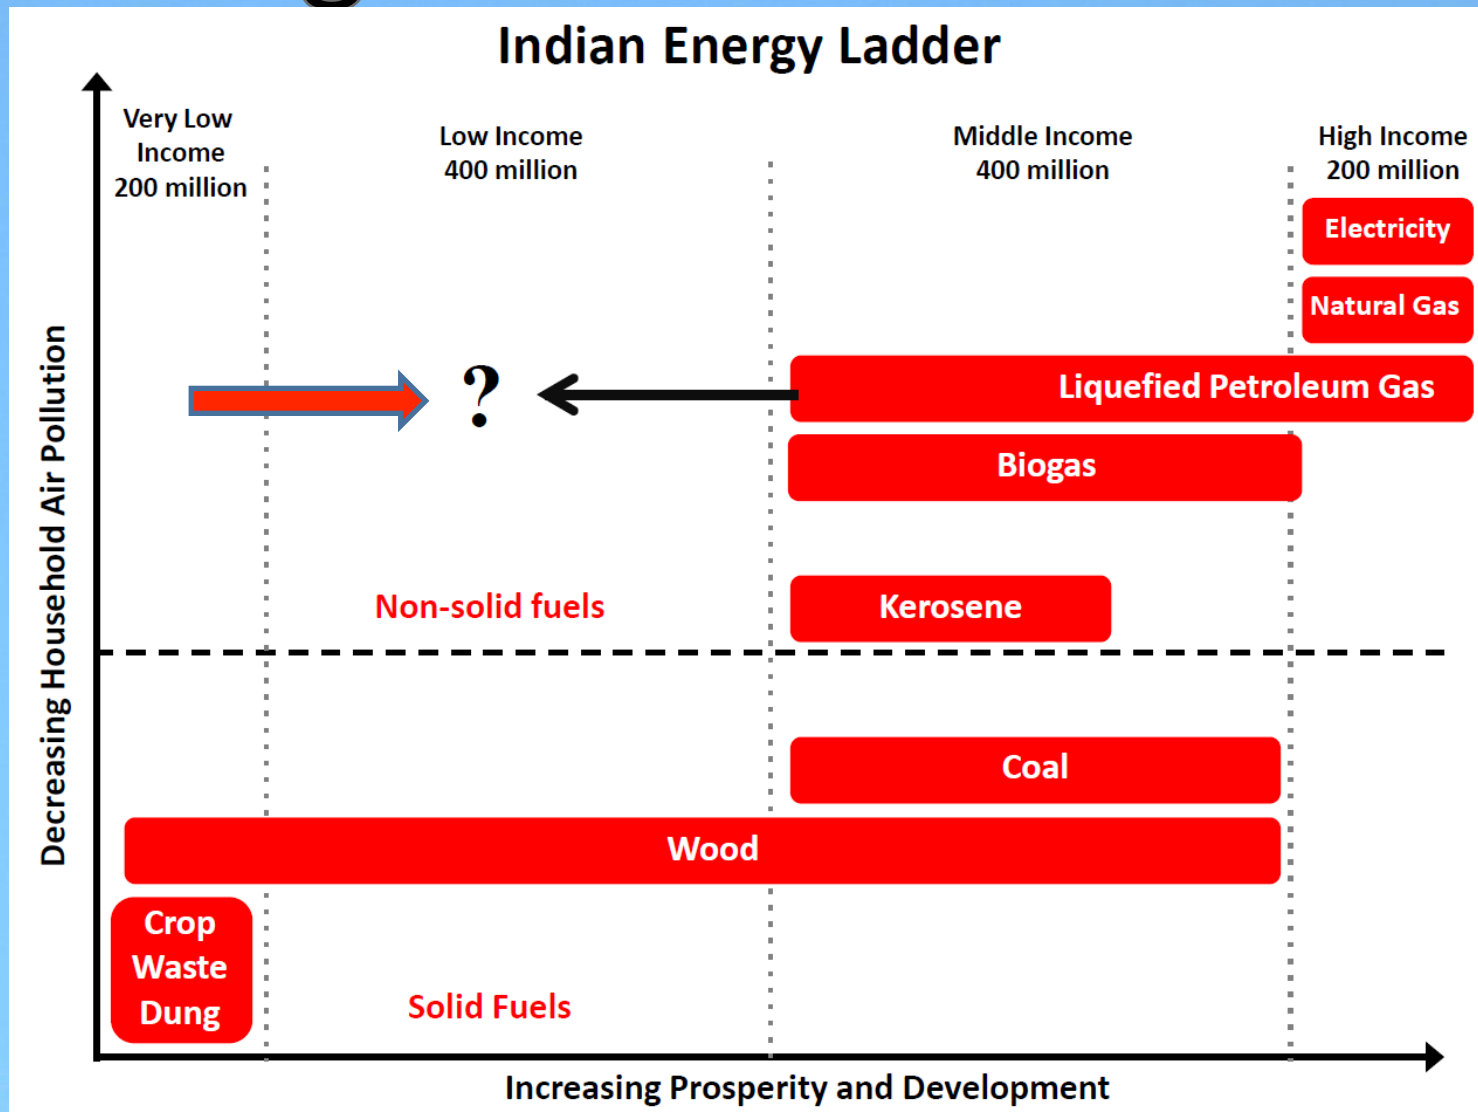 Indian Energy Ladder
Very Low
Income
200 million
Low Income
400 million
Middle Income
400 million
High Income
200 million
Electricity
Natural Gas
?
Liquefied Petroleum Gas
Biogas
Non-solid fuels
Kerosene
Coal
Wood
Crop
Waste
Dung
Solid Fuels
Decreasing Household Air Pollution
Increasing Prosperity and Development